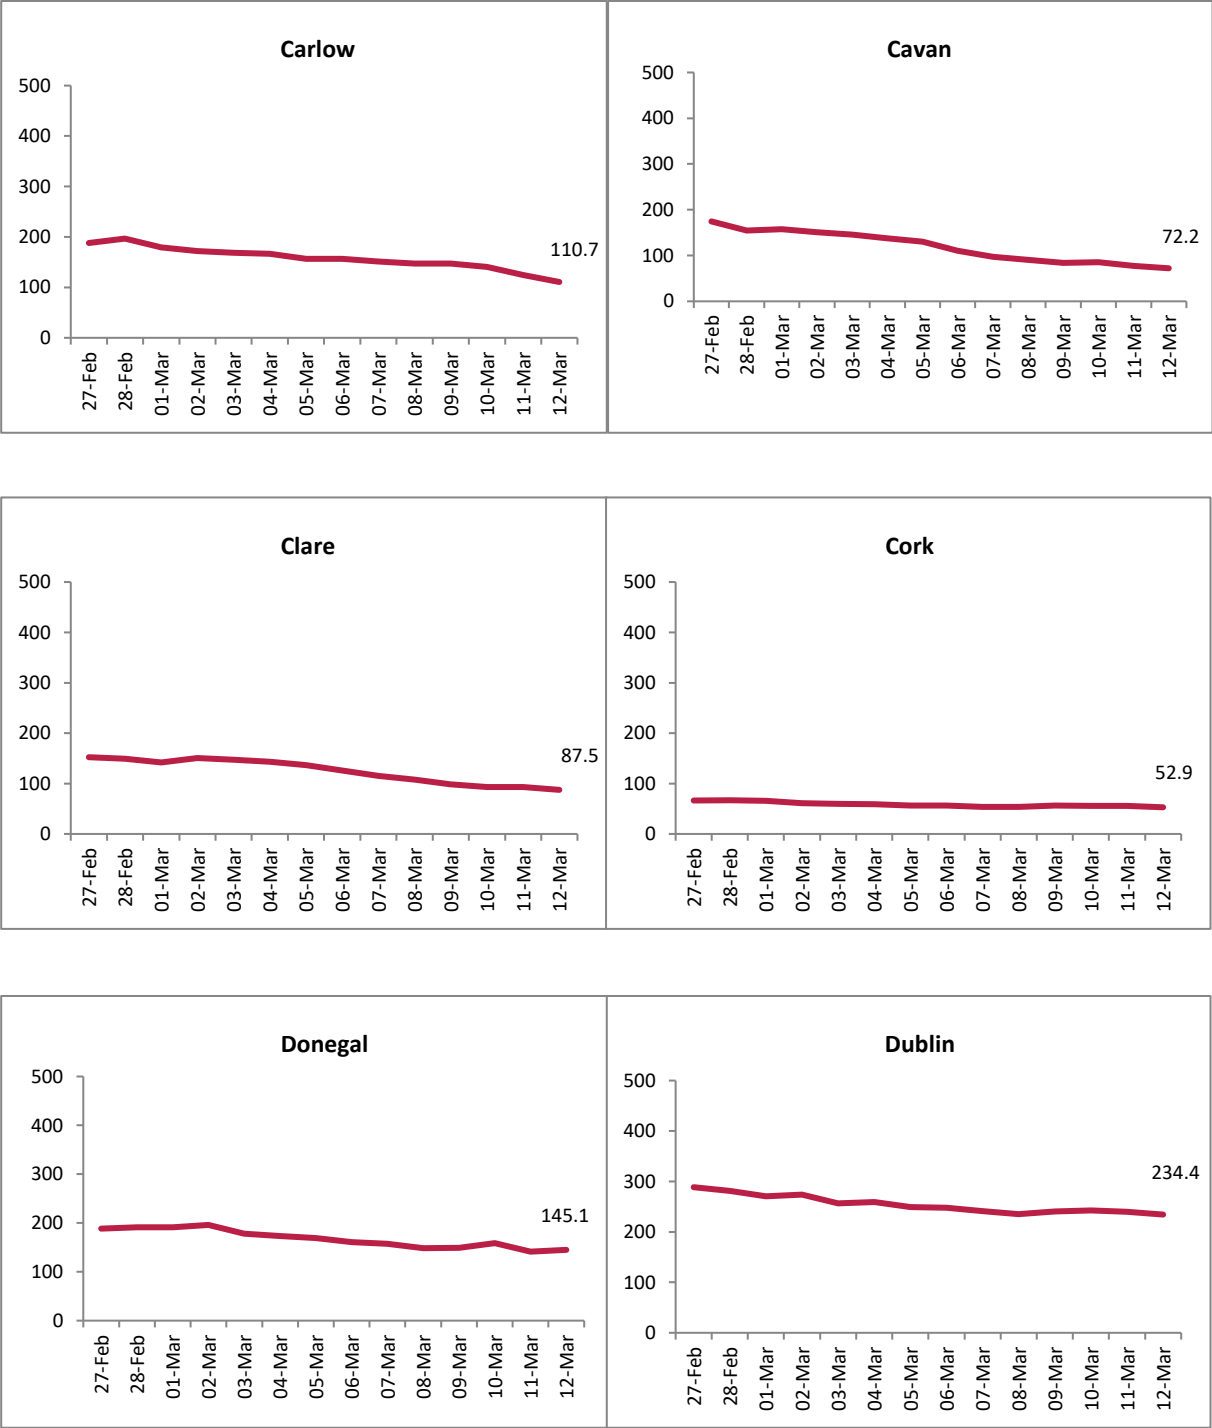 Carlow
500
400
300
200
100
0
110.7
27-Feb
28-Feb
01-Mar
02-Mar
03-Mar
04-Mar
05-Mar
06-Mar
07-Mar
08-Mar
09-Mar
10-Mar
11-Mar
12-Mar
Cavan
500
400
300
200
100
0
72.2
27-Feb
28-Feb
01-Mar
02-Mar
03-Mar
04-Mar
05-Mar
06-Mar
07-Mar
08-Mar
09-Mar
10-Mar
11-Mar
12-Mar
Clare
500
400
300
200
100
0
87.5
27-Feb
28-Feb
01-Mar
02-Mar
03-Mar
04-Mar
05-Mar
06-Mar
07-Mar
08-Mar
09-Mar
10-Mar
11-Mar
12-Mar
Cork
500
400
300
200
100
0
52.9
27-Feb
28-Feb
01-Mar
02-Mar
03-Mar
04-Mar
05-Mar
06-Mar
07-Mar
08-Mar
09-Mar
10-Mar
11-Mar
12-Mar
Donegal
500
400
300
200
100
0
145.1
27-Feb
28-Feb
01-Mar
02-Mar
03-Mar
04-Mar
05-Mar
06-Mar
07-Mar
08-Mar
09-Mar
10-Mar
11-Mar
12-Mar
Dublin
500
400
300
200
100
0
234.4
27-Feb
28-Feb
01-Mar
02-Mar
03-Mar
04-Mar
05-Mar
06-Mar
07-Mar
08-Mar
09-Mar
10-Mar
11-Mar
12-Mar